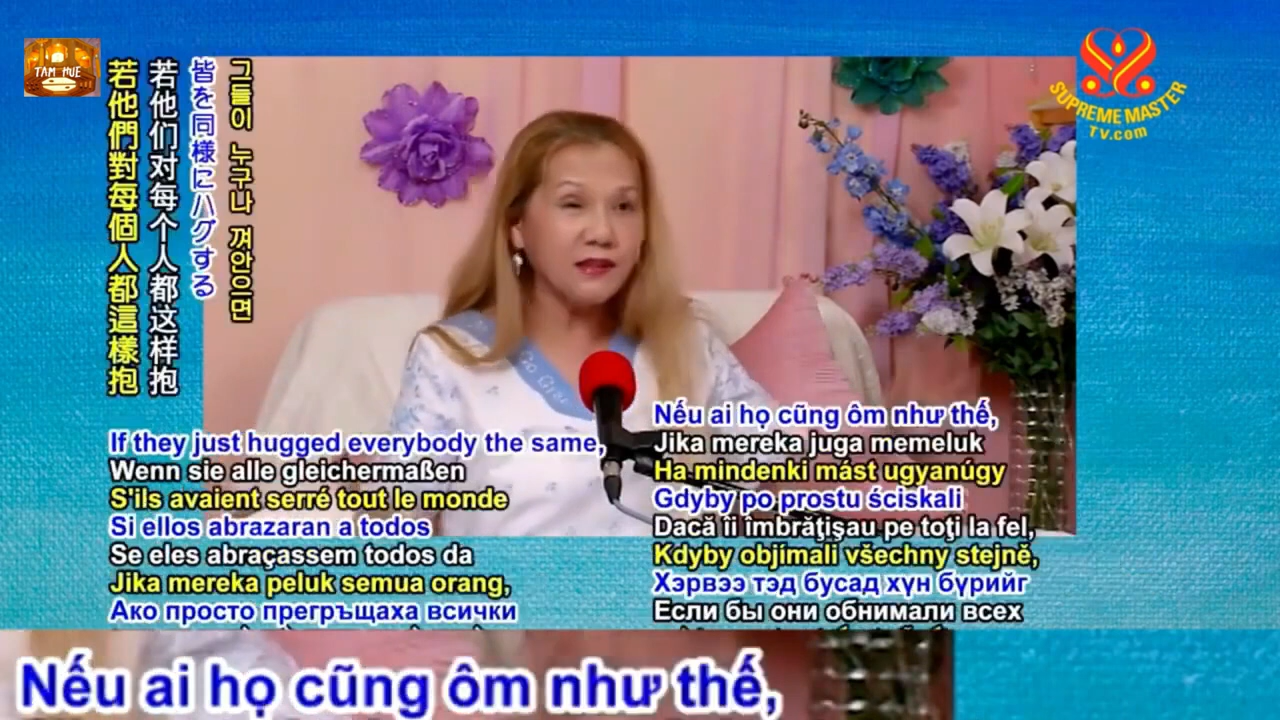 TAM HUE
SUPREME MASTER
TV.com
그들이 누구나 껴안으면
皆を同様にハグする
若他们对每个人都这样抱
若他們對每個人都這樣抱
If they just hugged everybody the same,
Wenn sie alle gleichermaßen
S'ils avaient serré tout le monde
Si ellos abrazaran a todos
Se eles abraçassem todos da
Jika mereka peluk semua orang,
Ако просто прегръщаха всички
Nếu ai họ cũng ôm như thế,
Jika mereka juga memeluk
Ha mindenki mást ugyanúgy
Gdyby po prostu ściskali
Dacă îi îmbrăţişau pe toţi la fel,
Kdyby objímali všechny stejně,
Хэрвээ тэд бусад хүн бүрийг
Если бы они обнимали всех
Nếu ai họ cũng ôm như thế,